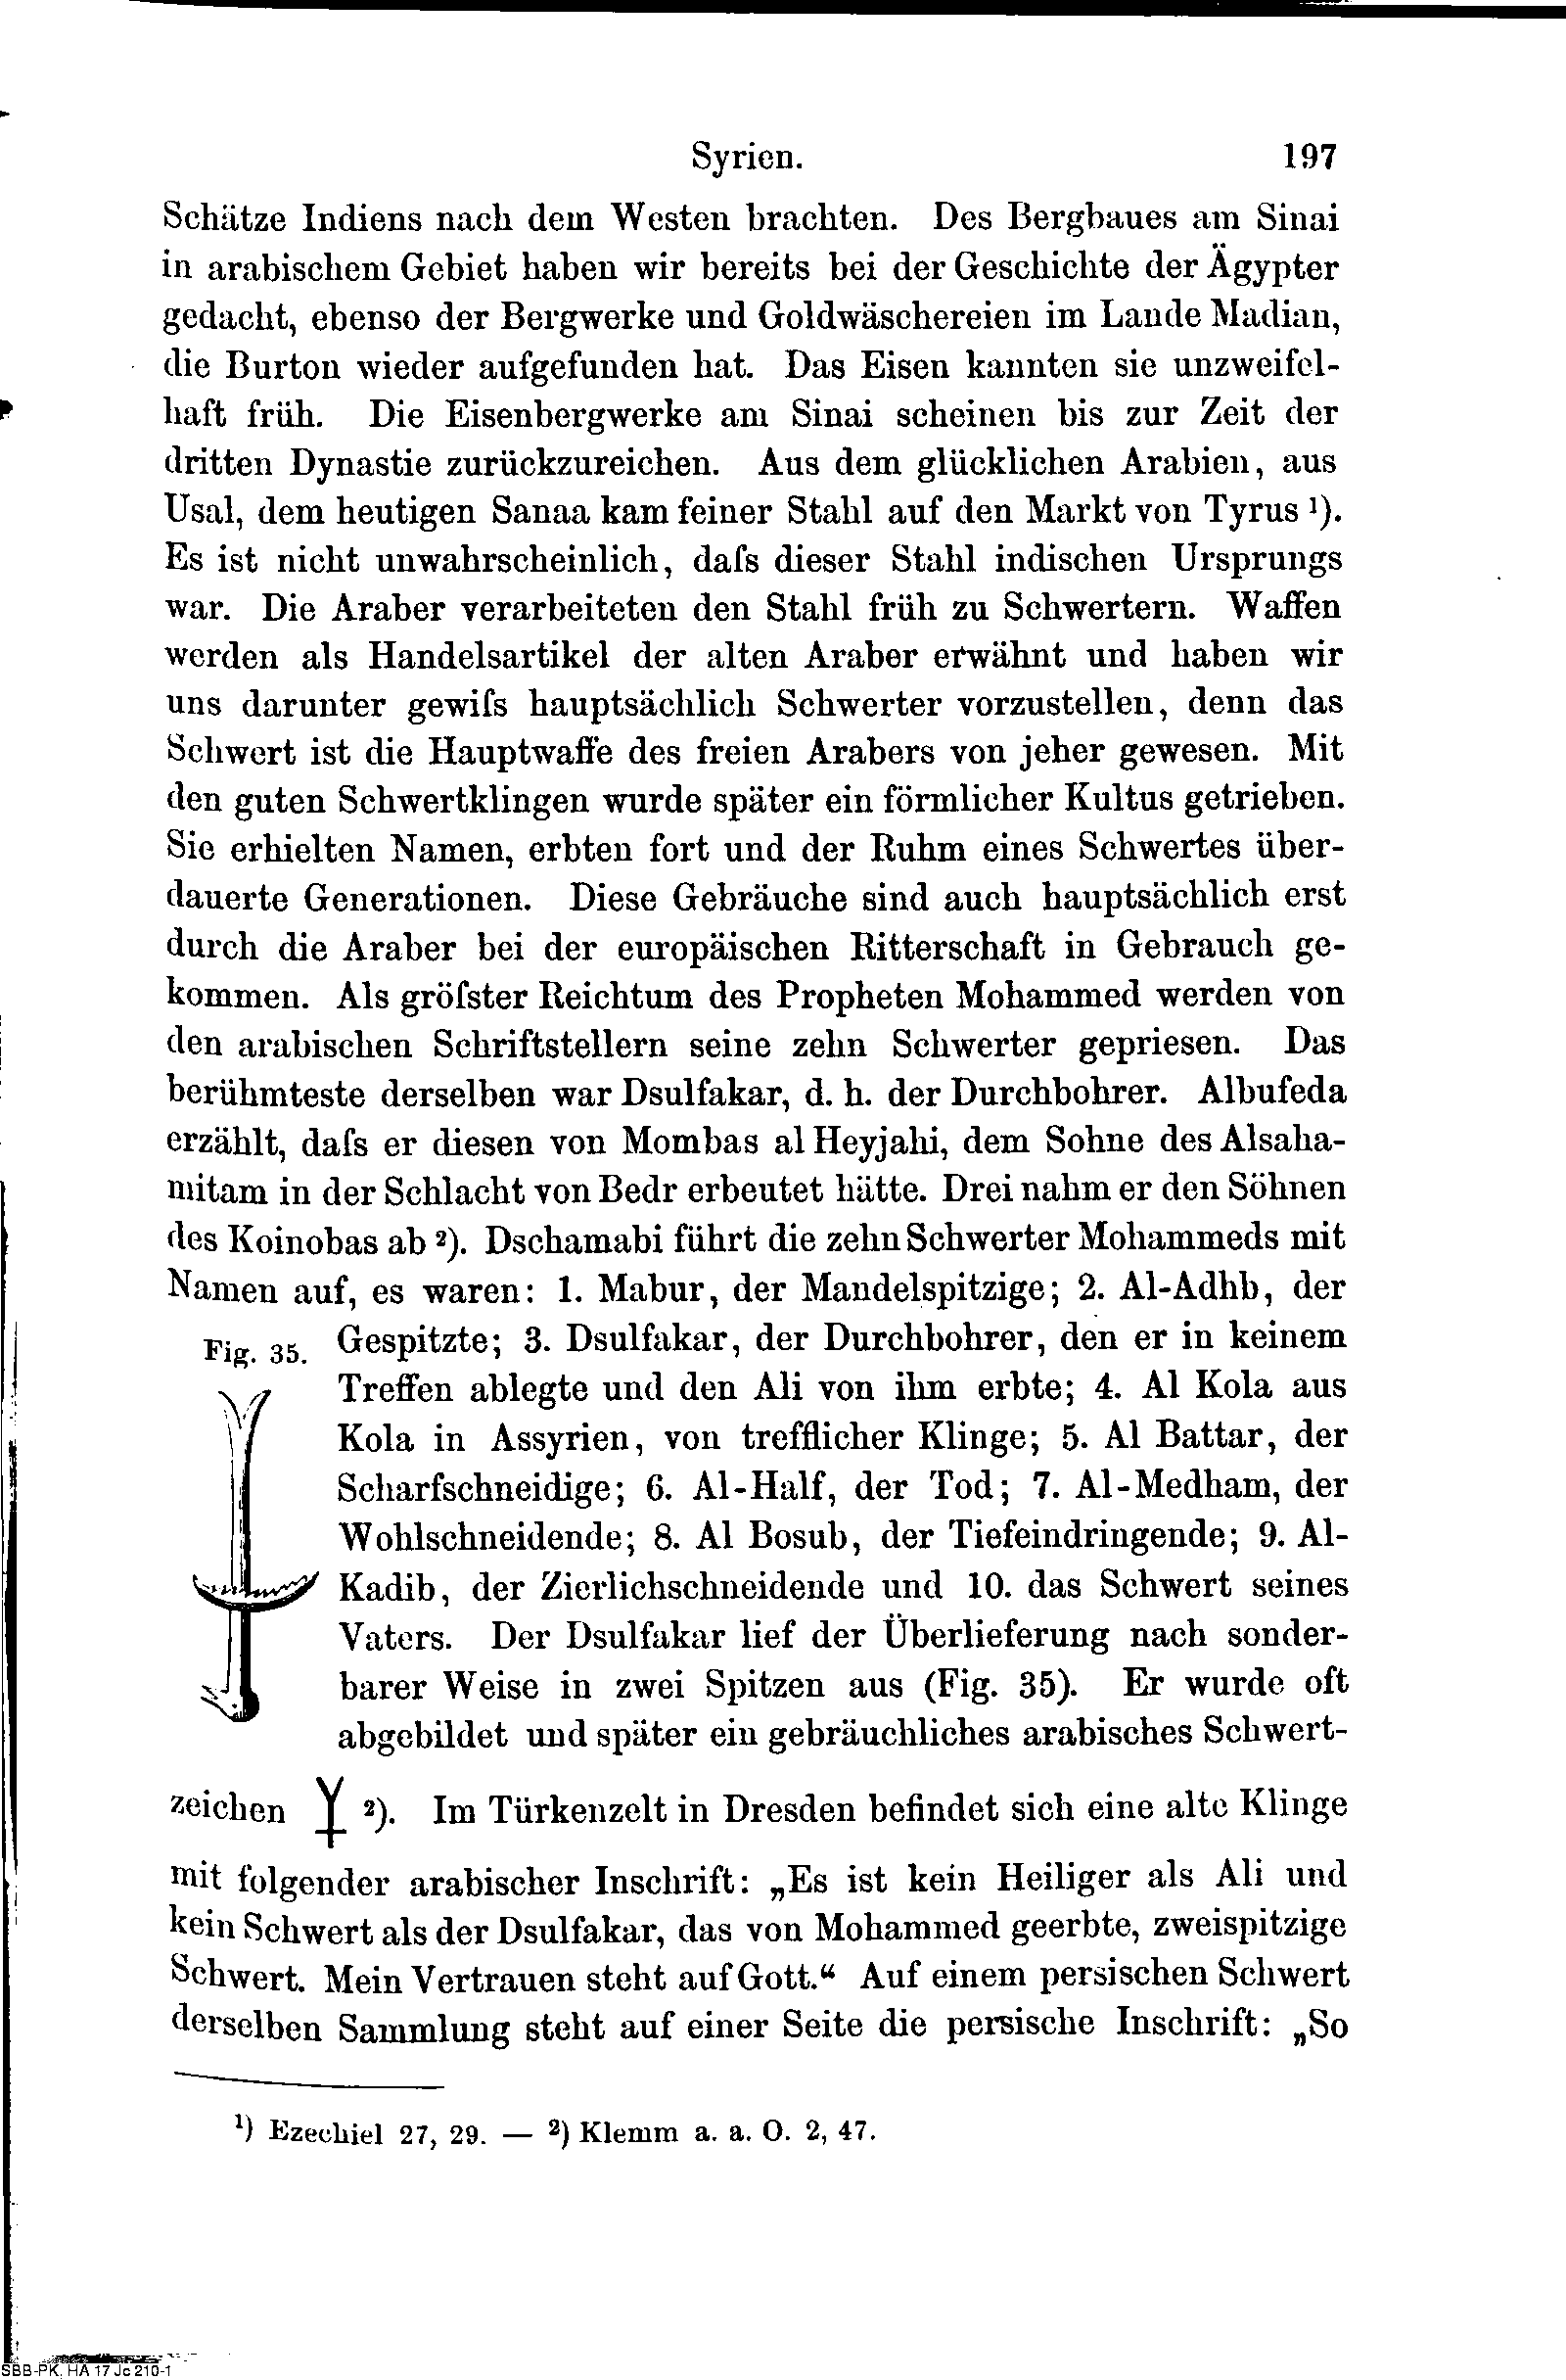 Syrien. 197
Schätze Indiens nach dem Westen brachten. Des Bergbaues am Sinai
in arabischem Gebiet haben wir bereits bei der Geschichte der Ägypter
gedacht, ebenso der Bergwerke und Goldwäschereien im Lande Madian,
die Burton wieder aufgefunden hat. Das Eisen kannten sie unzweifel-
haft früh. Die Eisenbergwerke am Sinai scheinen bis zur Zeit der
dritten Dynastie zurückzureichen. Aus dem glücklichen Arabien, aus
Usal, dem heutigen Sanaa kam feiner Stahl auf den Markt von Tyrus ¹).
Es ist nicht unwahrscheinlich, daſs dieser Stahl indischen Ursprungs
war. Die Araber verarbeiteten den Stahl früh zu Schwertern. Waffen
werden als Handelsartikel der alten Araber erwähnt und haben wir
uns darunter gewiſs hauptsächlich Schwerter vorzustellen, denn das
Schwert ist die Hauptwaffe des freien Arabers von jeher gewesen. Mit
den guten Schwertklingen wurde später ein förmlicher Kultus getrieben.
Sie erhielten Namen, erbten fort und der Ruhm eines Schwertes über-
dauerte Generationen. Diese Gebräuche sind auch hauptsächlich erst
durch die Araber bei der europäischen Ritterschaft in Gebrauch ge-
kommen. Als gröſster Reichtum des Propheten Mohammed werden von
den arabischen Schriftstellern seine zehn Schwerter gepriesen. Das
berühmteste derselben war Dsulfakar, d. h. der Durchbohrer. Albufeda
erzählt, daſs er diesen von Mombas al Heyjahi, dem Sohne des Alsaha-
mitam in der Schlacht von Bedr erbeutet hätte. Drei nahm er den Söhnen
des Koinobas ab ²). Dschamabi führt die zehn Schwerter Mohammeds mit
Namen auf, es waren: 1. Mabur, der Mandelspitzige; 2. Al-Adhb, der
Fig. 35.
Gespitzte; 3. Dsulfakar, der Durchbohrer, den er in keinem
Treffen ablegte und den Ali von ihm erbte; 4. Al Kola aus
Kola in Assyrien, von trefflicher Klinge; 5. Al Battar, der
Scharfschneidige; 6. Al-Half, der Tod; 7. Al-Medham, der
Wohlschneidende; 8. Al Bosub, der Tiefeindringende; 9. Al-
Kadib, der Zierlichschneidende und 10. das Schwert seines
Vaters. Der Dsulfakar lief der Überlieferung nach sonder-
barer Weise in zwei Spitzen aus (Fig. 35). Er wurde oft
abgebildet und später ein gebräuchliches arabisches Schwert-
zeichen ²). Im Türkenzelt in Dresden befindet sich eine alte Klinge
mit folgender arabischer Inschrift: „Es ist kein Heiliger als Ali und
kein Schwert als der Dsulfakar, das von Mohammed geerbte, zweispitzige
Schwert. Mein Vertrauen steht auf Gott.“ Auf einem persischen Schwert
derselben Sammlung steht auf einer Seite die persische Inschrift: „So
¹) Ezechiel 27, 29. — ²) Klemm a. a. O. 2, 47.
SBB-PK, HA 17 Jc 210-1